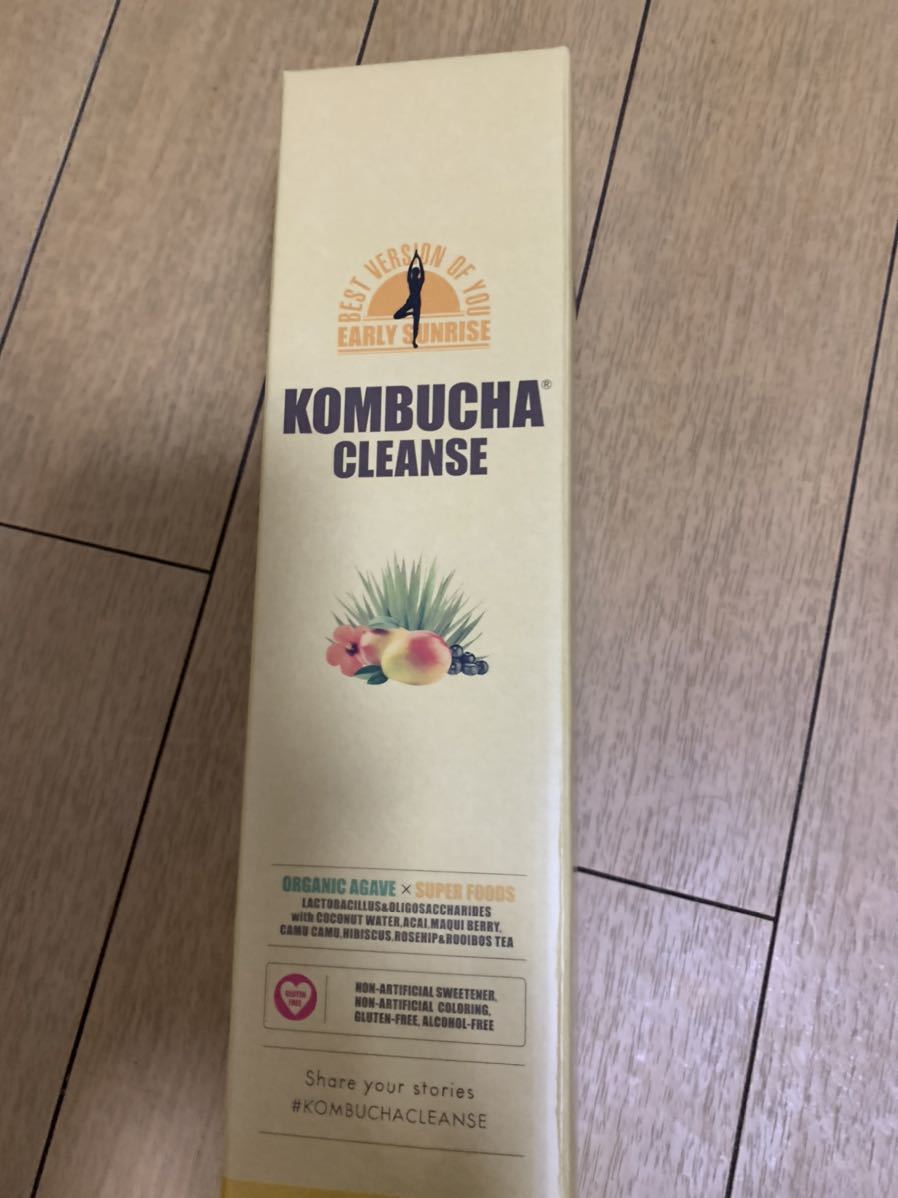 BEST VERSION OF YOU
EARLY SUNRISE
KOMBUCHA®
CLEANSE
ORGANIC AGAVE × SUPER FOODS
LACTOBACILLUS&OLIGOSACCHARIDES
with COCONUT WATER,ACAI,MAQUI BERRY,
CAMU CAMU,HIBISCUS,ROSEHIP&ROOIBOS TEA
GLUTEN
FREE
NON-ARTIFICIAL SWEETENER,
NON-ARTIFICIAL COLORING,
GLUTEN-FREE, ALCOHOL-FREE
Share your stories
#KOMBUCHACLEANSE